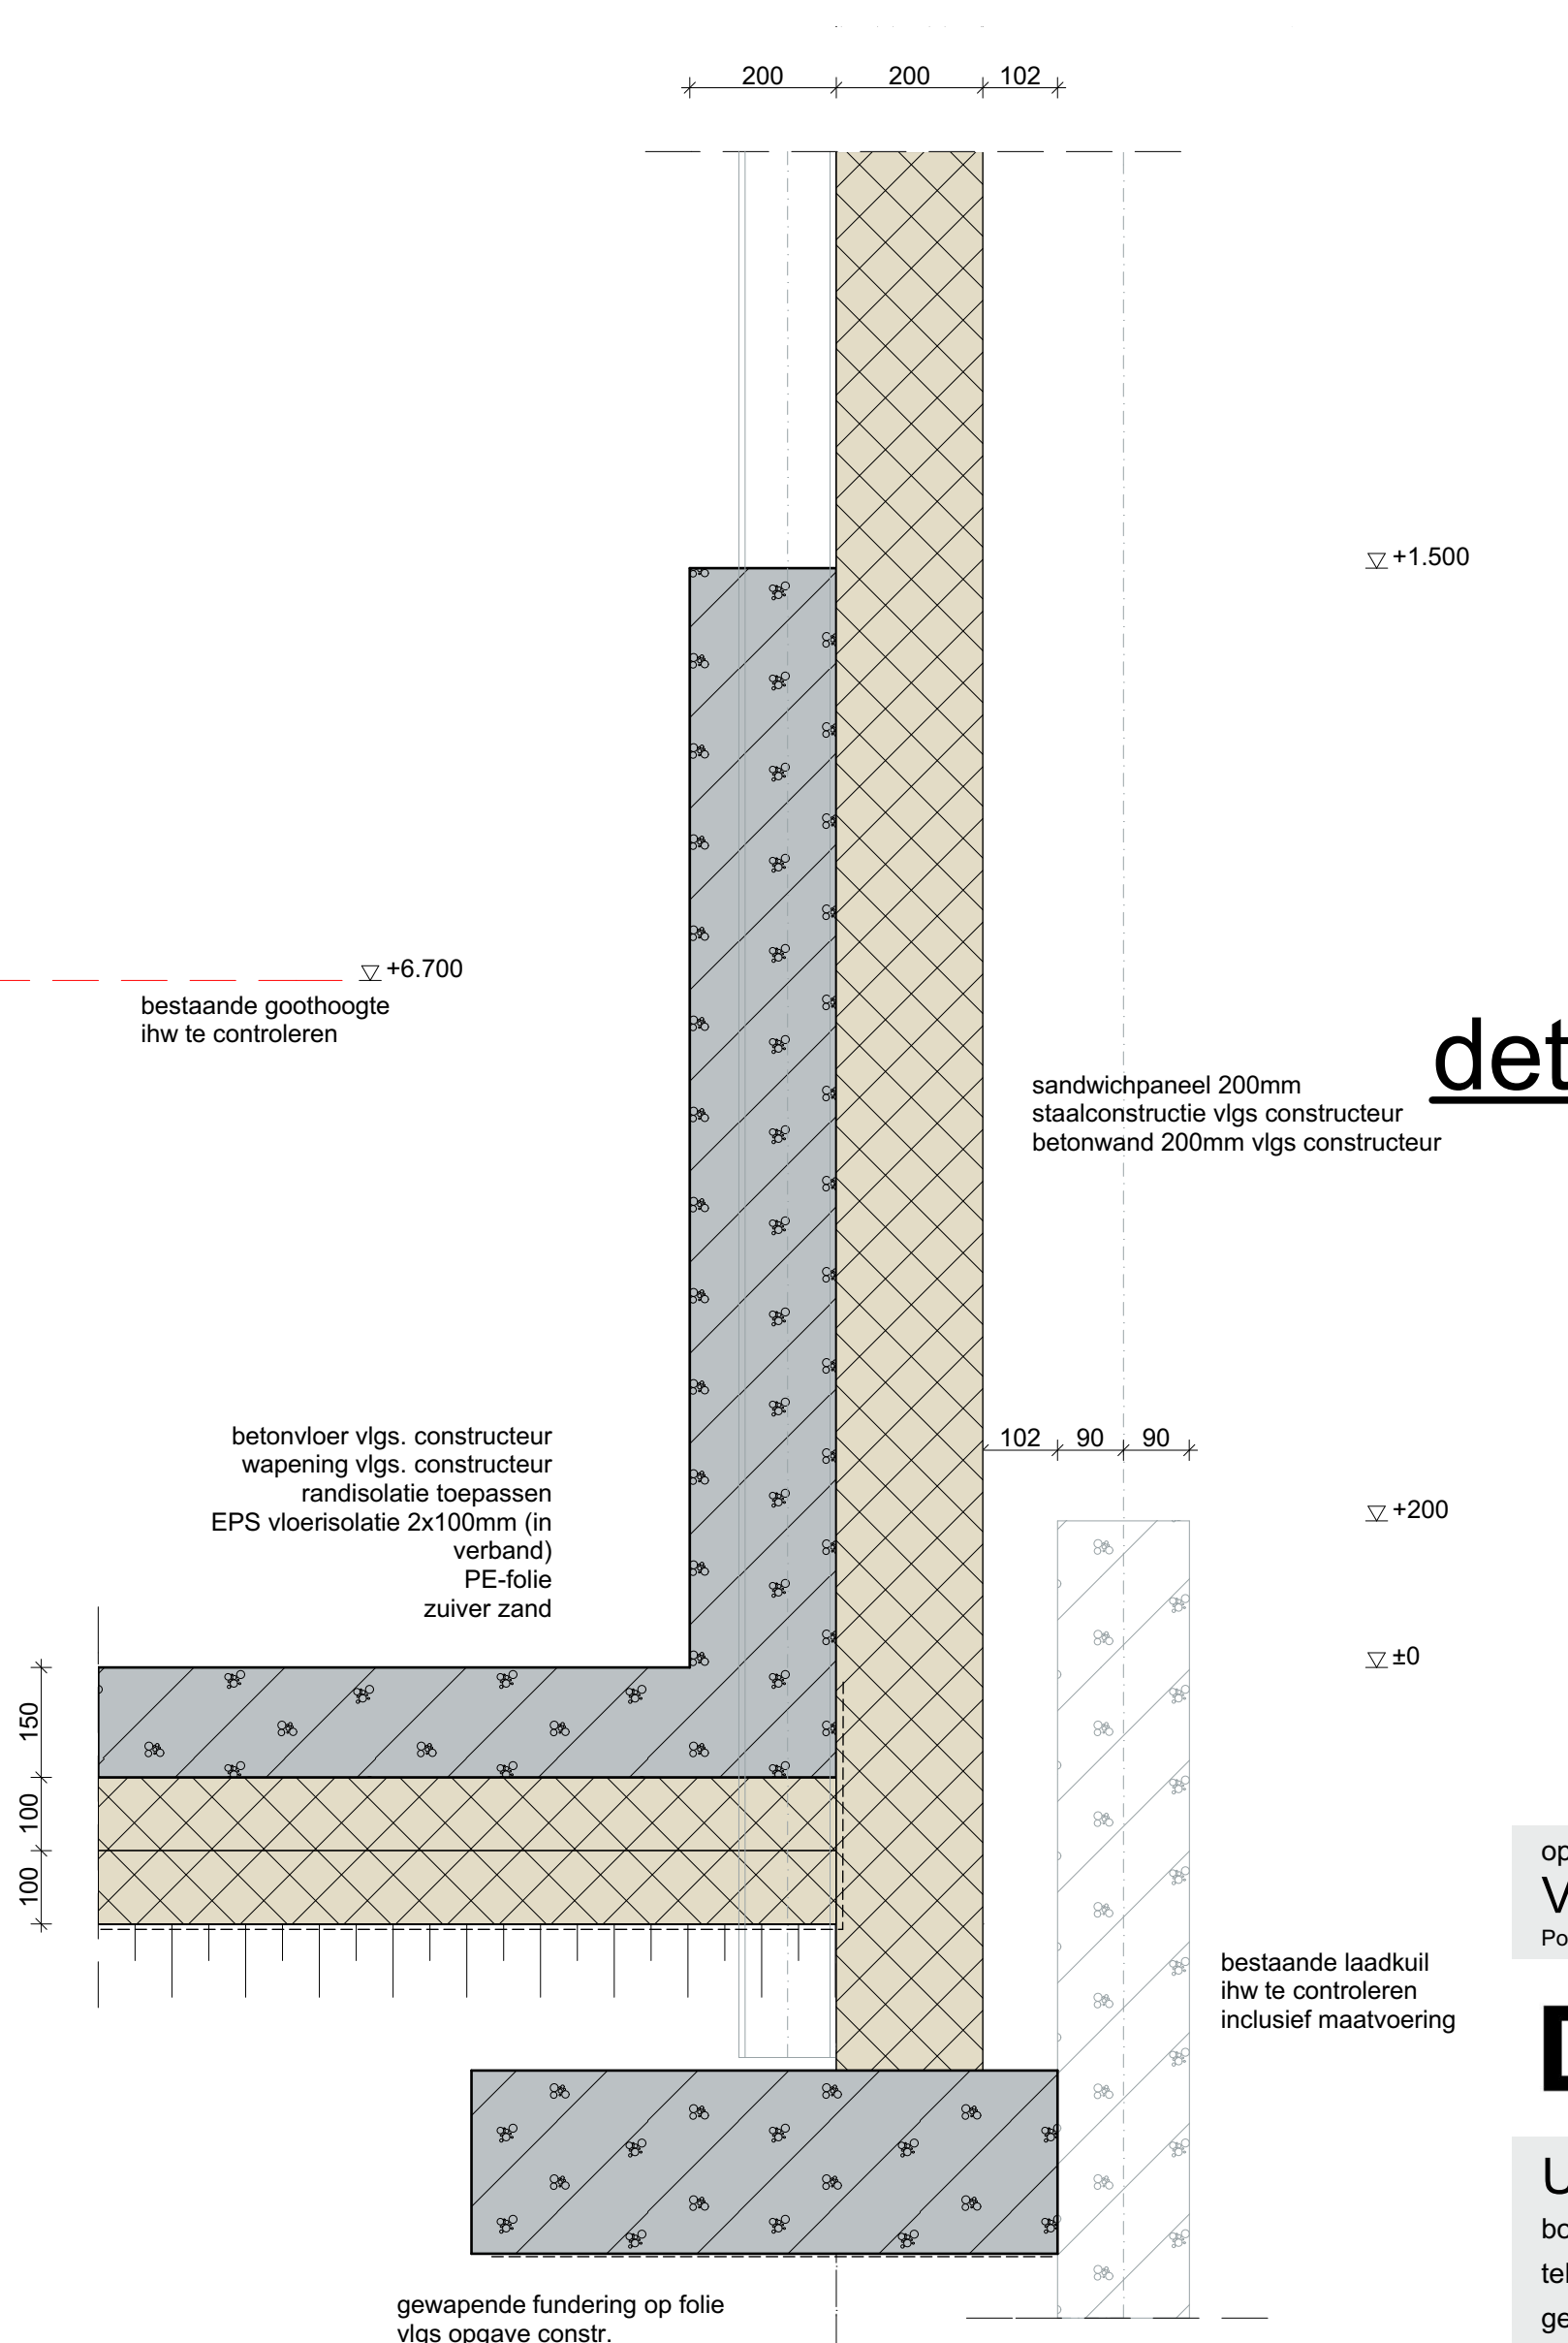 200 200 102
+1.500
+6.700
bestaande goothoogte
ihw te controleren
det
sandwichpaneel 200mm
staalconstructie vlgs constructeur
betonwand 200mm vlgs constructeur
betonvloer vlgs. constructeur
wapening vlgs. constructeur
randisolatie toepassen
EPS vloerisolatie 2x100mm (in
verband)
PE-folie
zuiver zand
102 90 90
+200
±0
150
100
100
op
V
Po
bestaande laadkuil
ihw te controleren
inclusief maatvoering
U
bo
tel
ge
gewapende fundering op folie
vlgs opgave constr.